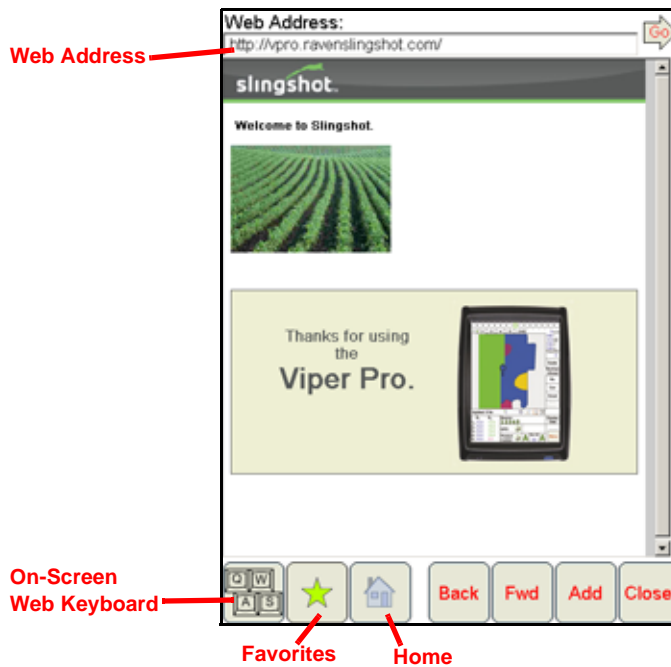 Web Address:
http://vpro.ravenslingshot.com/
Go
Web Address
slingshot.
Welcome to Slingshot.
Thanks for using
the
Viper Pro.
Q W
A S
On-Screen
Web Keyboard
Back Fwd Add Close
Favorites Home